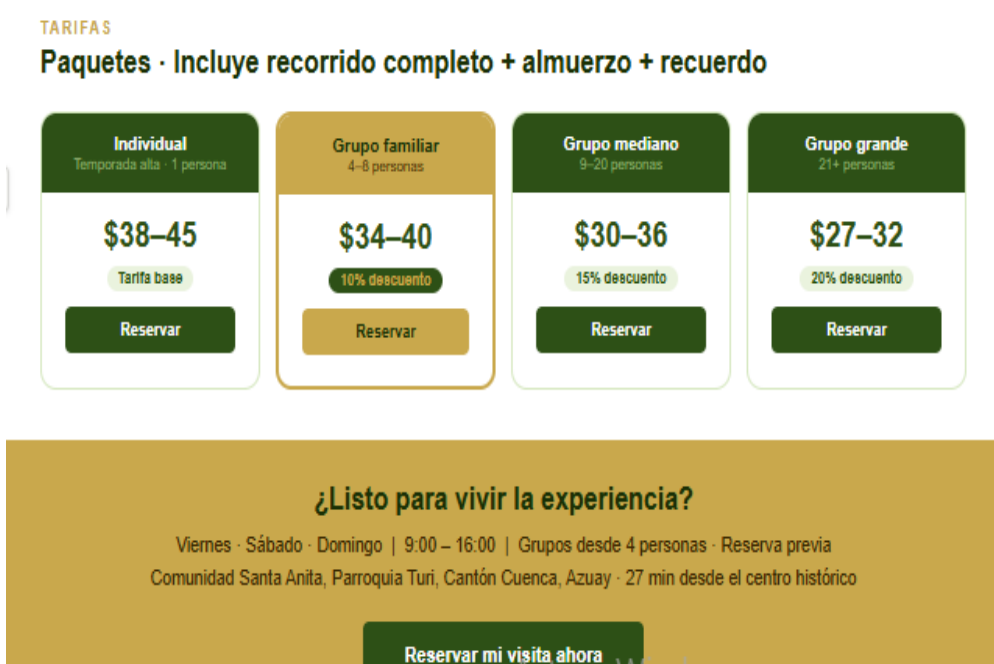 TARIFAS
Paquetes · Incluye recorrido completo + almuerzo + recuerdo
Individual
Temporada alta · 1 persona
$38–45
Tarifa base
Reservar
Grupo familiar
4–8 personas
$34–40
10% descuento
Reservar
Grupo mediano
9–20 personas
$30–36
15% descuento
Reservar
Grupo grande
21+ personas
$27–32
20% descuento
Reservar
¿Listo para vivir la experiencia?
Viernes · Sábado · Domingo | 9:00 – 16:00 | Grupos desde 4 personas · Reserva previa
Comunidad Santa Anita, Parroquia Turi, Cantón Cuenca, Azuay · 27 min desde el centro histórico
Reservar mi visita ahora